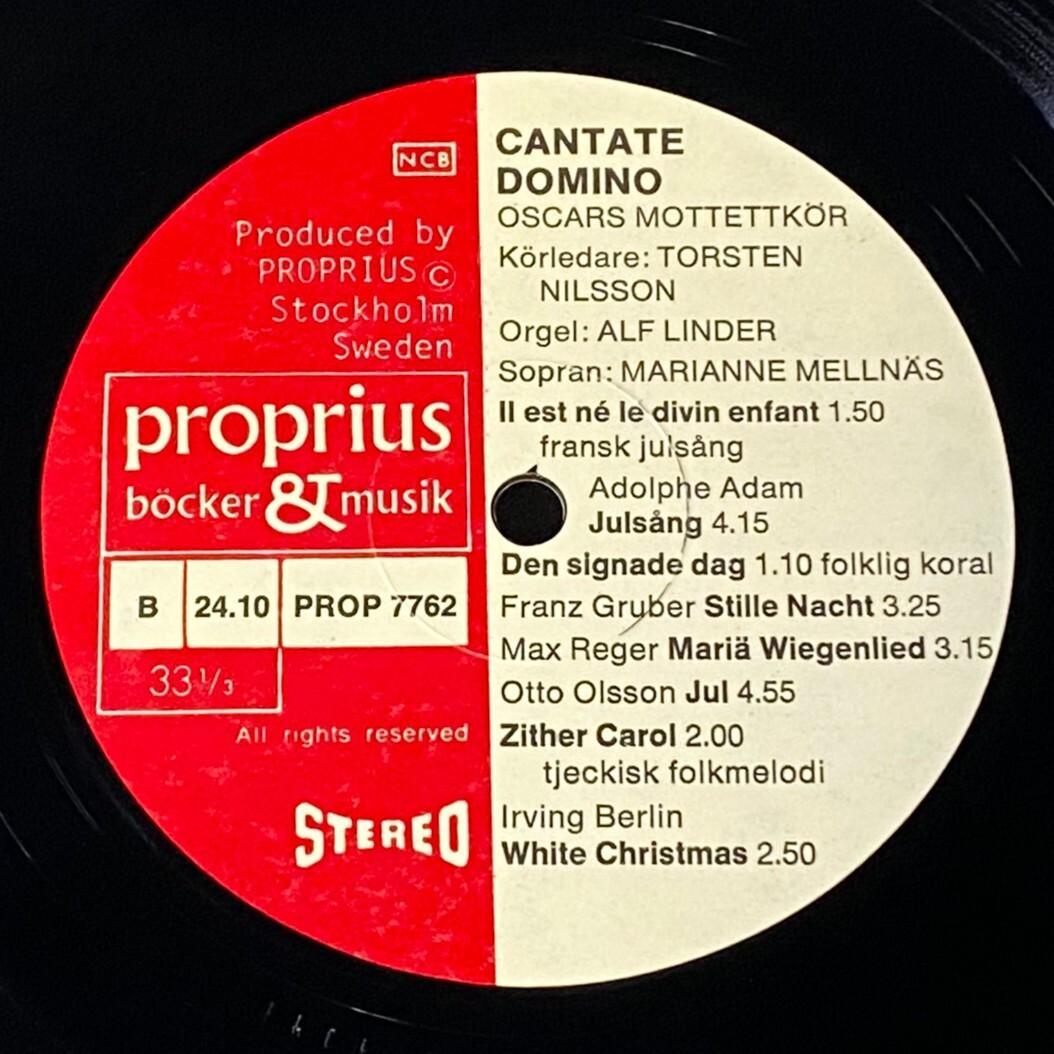 NCB
Produced by
PROPRIUS ©
Stockholm
Sweden
proprius
böcker & musik
B 24.10 PROP 7762
33 1/3
All rights reserved
STEREO
CANTATE
DOMINO
OSCARS MOTTETTKÖR
Körledare: TORSTEN
NILSSON
Orgel: ALF LINDER
Sopran: MARIANNE MELLNÄS
Il est né le divin enfant 1.50
fransk julsång
Adolphe Adam
Julsång 4.15
Den signade dag 1.10 folklig koral
Franz Gruber Stille Nacht 3.25
Max Reger Mariä Wiegenlied 3.15
Otto Olsson Jul 4.55
Zither Carol 2.00
tjeckisk folkmelodi
Irving Berlin
White Christmas 2.50